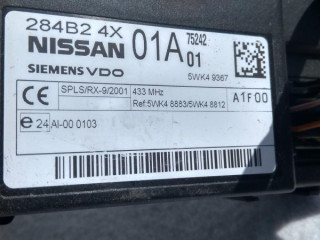 284B2 4X
NISSAN 01A 75242 01
SIEMENS VDO 5WK4 9367
CE SPLS/RX-9/2001 433 MHz A1F00
Ref:5WK4 8883/5WK4 8812
e 24 AI-00 0103